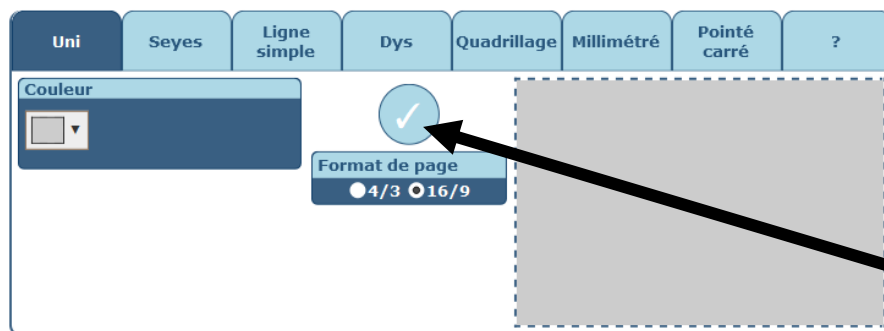 Uni
Seyes
Ligne
simple
Dys
Quadrillage
Millimétré
Pointé
carré
?
Couleur
Format de page
4/3 16/9